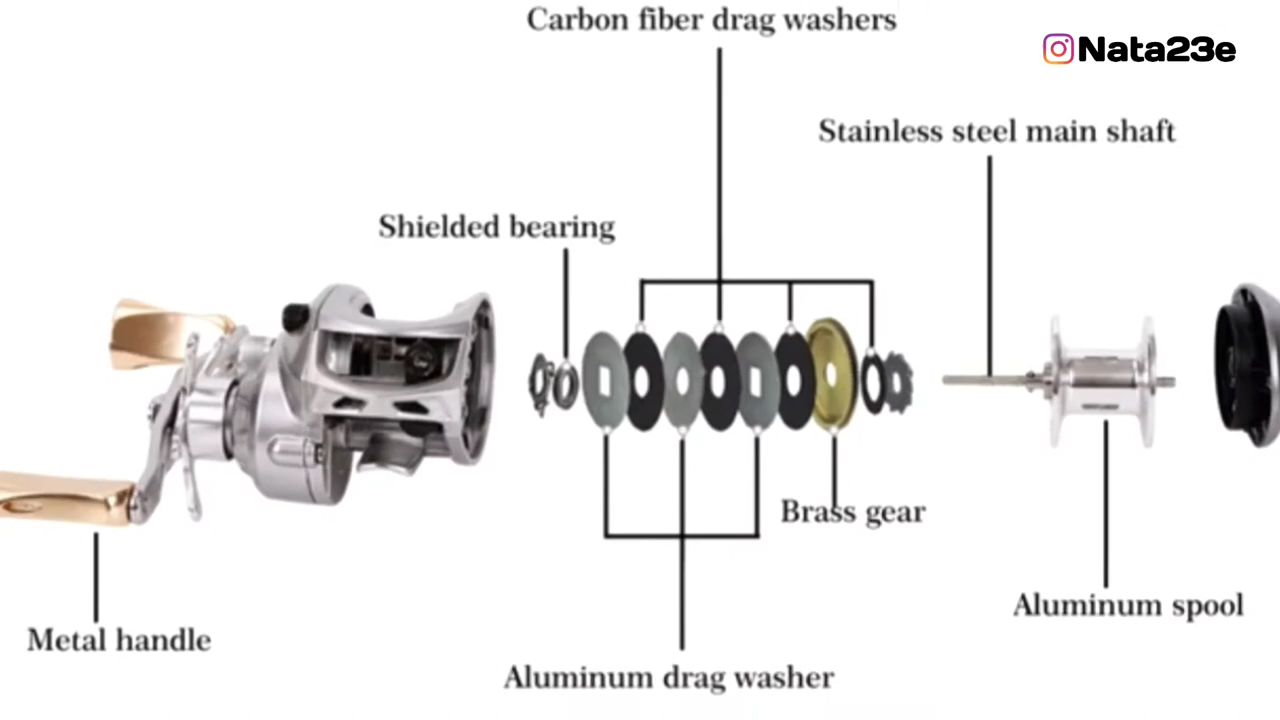 Carbon fiber drag washers
Nata23e
Stainless steel main shaft
Shielded bearing
Brass gear
Aluminum spool
Metal handle
Aluminum drag washer